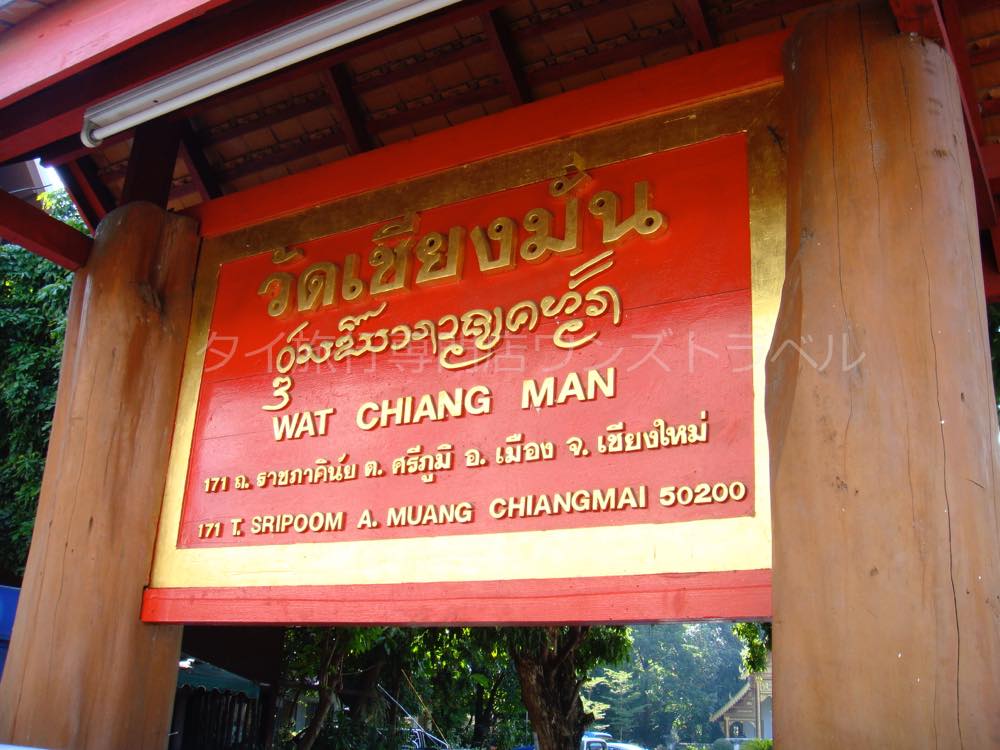 วัดเชียงมั่น
WAT CHIANG MAN
171 ถ. ราชภาคินัย ต. ศรีภูมิ อ. เมือง จ. เชียงใหม่
171 T. SRIPOOM A. MUANG CHIANGMAI 50200
タイ旅行専門店ワンズトラベル